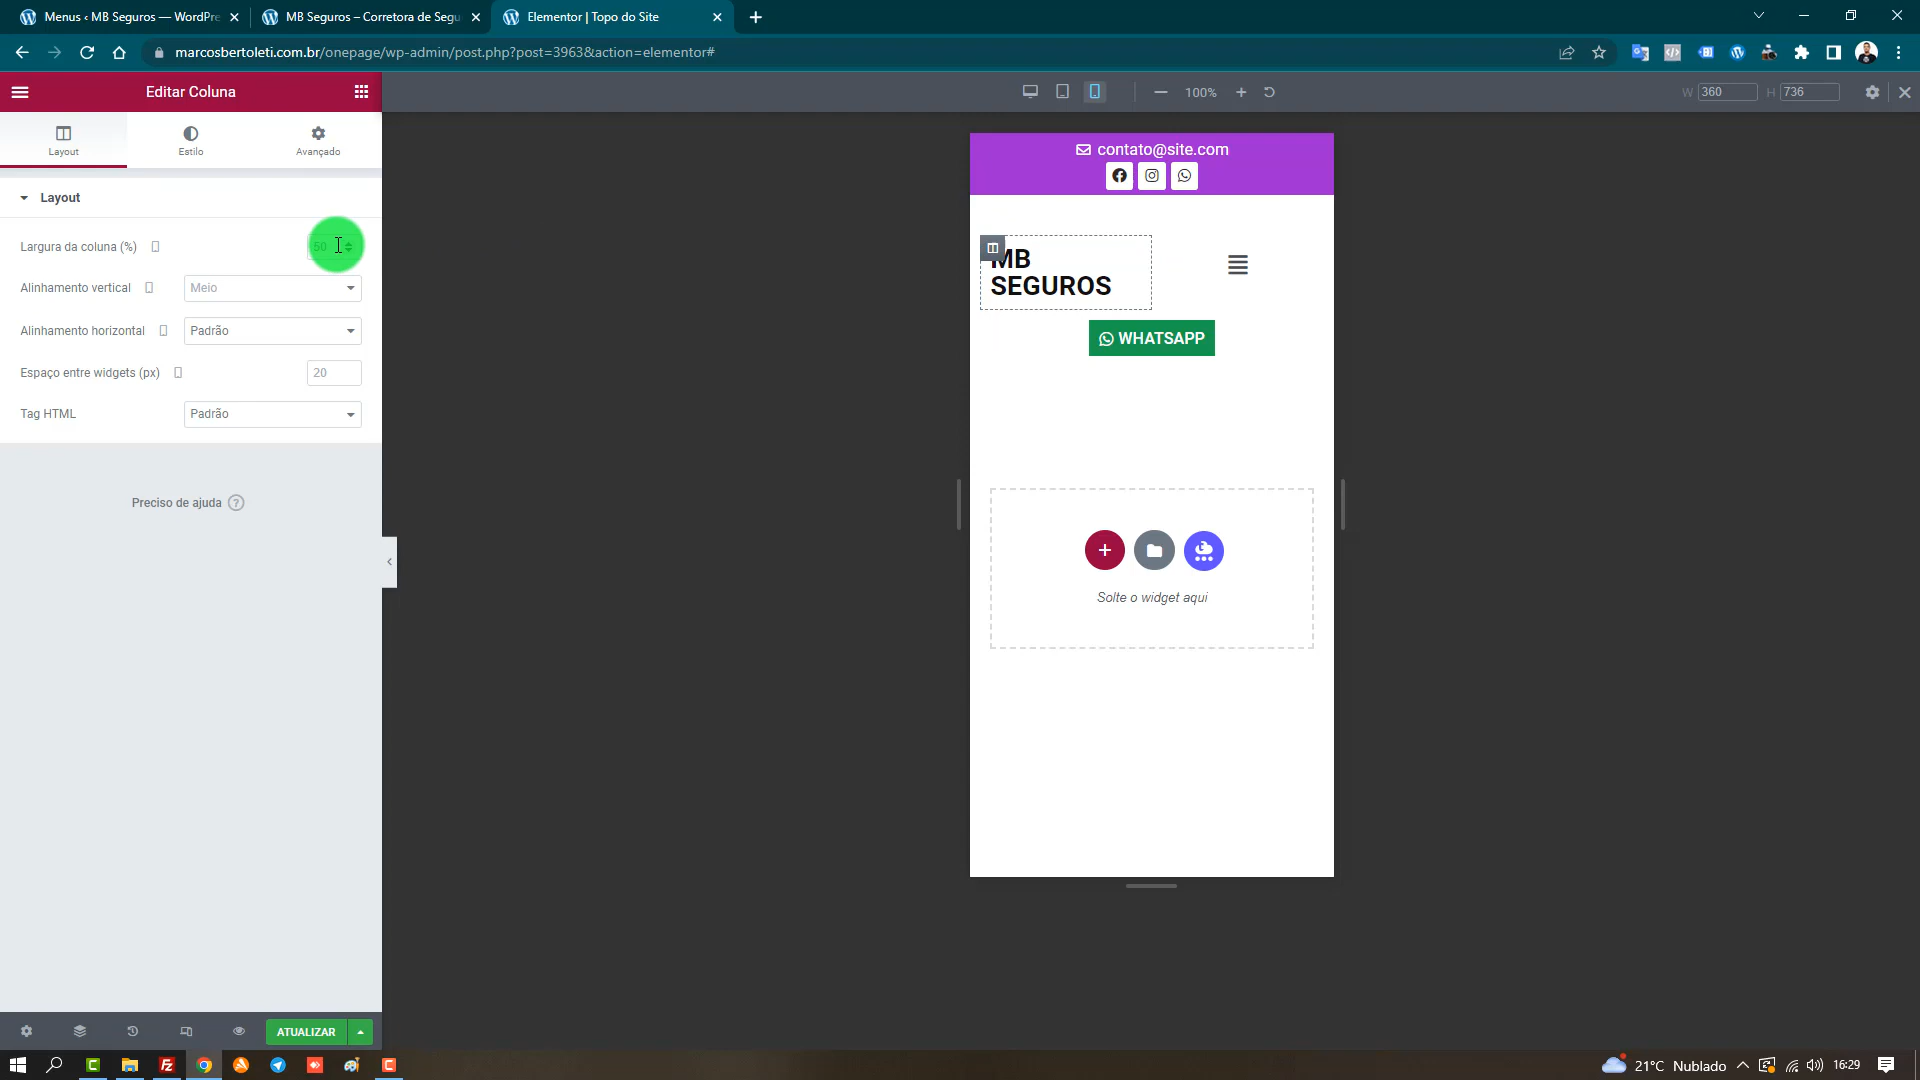 Menus ‹ MB Seguros — WordPre
MB Seguros – Corretora de Segu
Elementor | Topo do Site
marcosbertoleti.com.br/onepage/wp-admin/post.php?post=3963&action=elementor#
Editar Coluna
100%
W 360 H 736
Layout
Estilo
Avançado
Layout
Largura da coluna (%)
50
Alinhamento vertical
Meio
Alinhamento horizontal
Padrão
Espaço entre widgets (px)
20
Tag HTML
Padrão
Preciso de ajuda ?
contato@site.com
MB
SEGUROS
WHATSAPP
Solte o widget aqui
ATUALIZAR
21°C Nublado
16:29